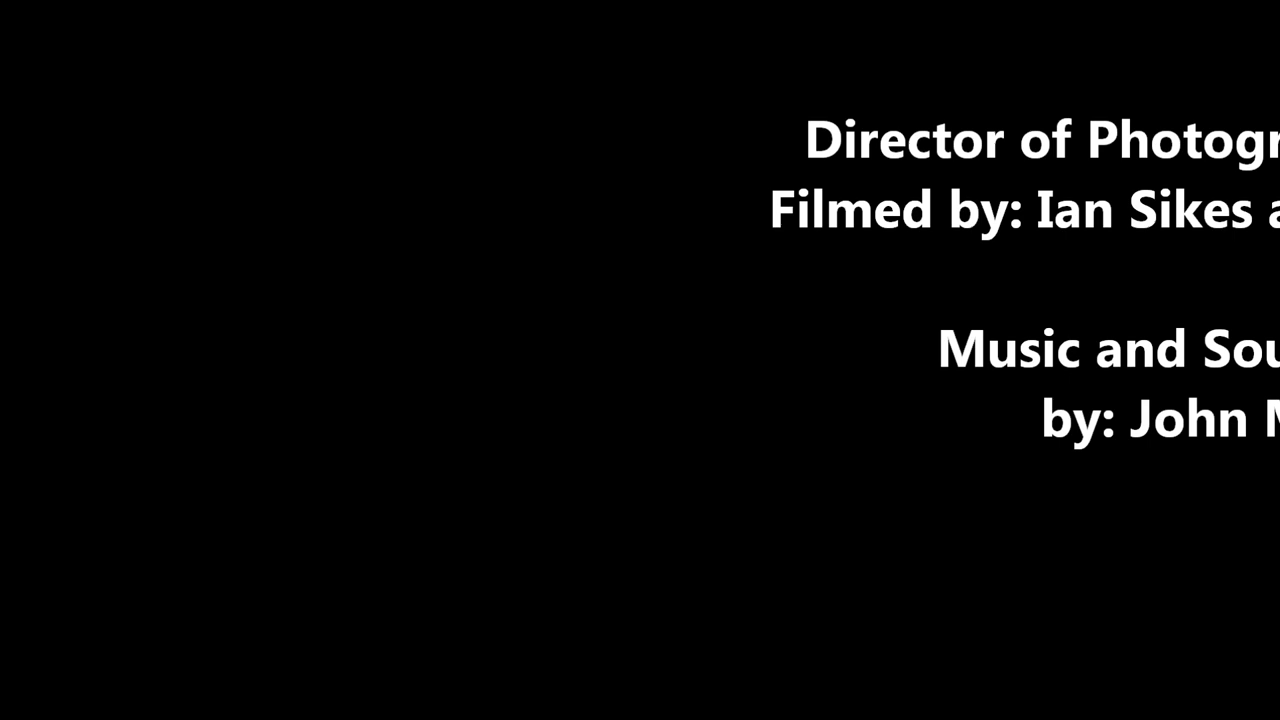 Director of
Filmed by: Ian Sikes
Music and
by: John